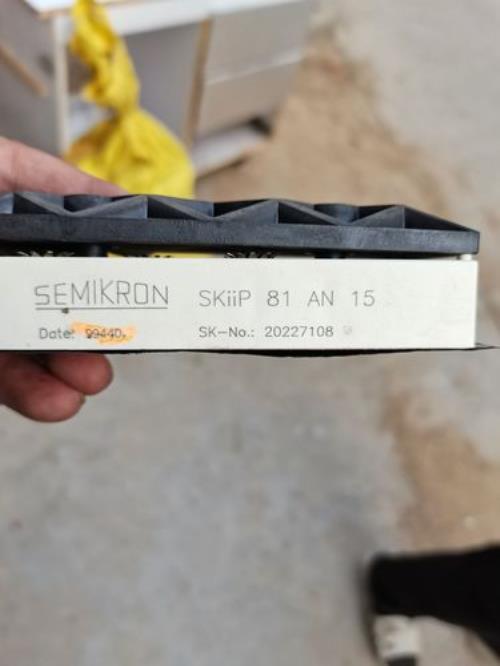 SEMIKRON SKiiP 81 AN 15
Date: 99440. SK-No.: 20227108